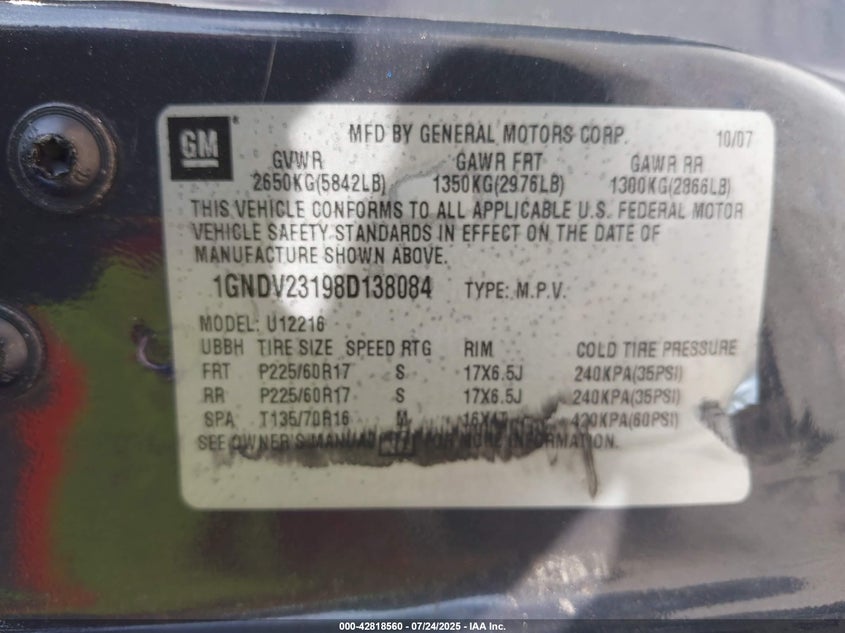 GM
MFD BY GENERAL MOTORS CORP. 10/07
GVWR GAWR FRT GAWR RR
2650KG(5842LB) 1350KG(2976LB) 1300KG(2866LB)
THIS VEHICLE CONFORMS TO ALL APPLICABLE U.S. FEDERAL MOTOR
VEHICLE SAFETY STANDARDS IN EFFECT ON THE DATE OF
MANUFACTURE SHOWN ABOVE.
1GNDV23198D138084 TYPE: M.P.V.
MODEL: U12216
UBBH TIRE SIZE SPEED RTG RIM COLD TIRE PRESSURE
FRT P225/60R17 S 17X6.5J 240KPA(35PSI)
RR P225/60R17 S 17X6.5J 240KPA(35PSI)
SPA T135/70R16 M 420KPA(60PSI)
SEE OWNER'S MANUAL FOR MORE INFORMATION.
000-42818560 - 07/24/2025 - IAA Inc.